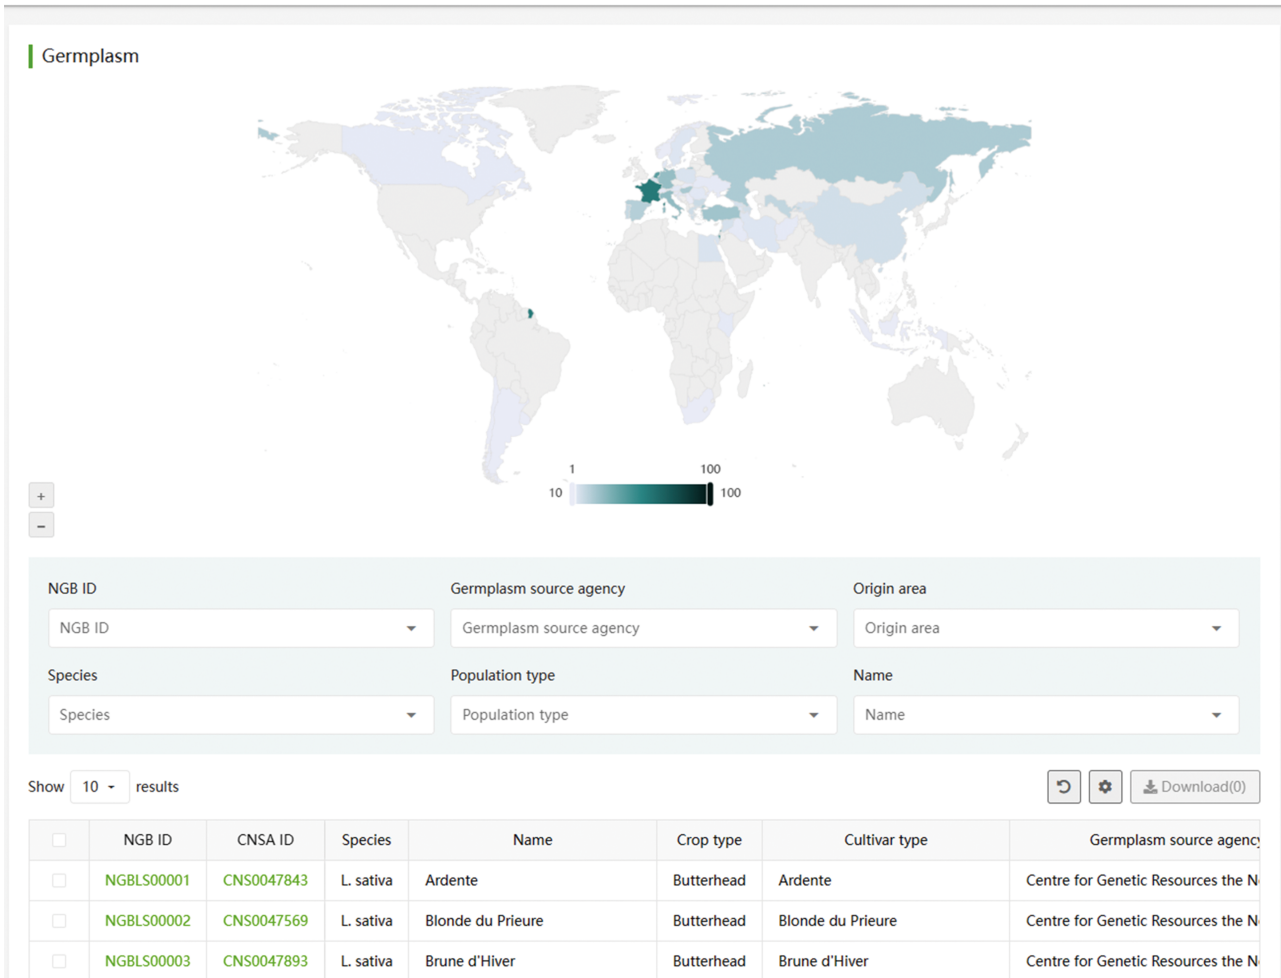 Germplasm
1 100
10 100
+
−
NGB ID Germplasm source agency Origin area
NGB ID Germplasm source agency Origin area
Species Population type Name
Species Population type Name
Show 10 results Download(0)
NGB ID CNSA ID Species Name Crop type Cultivar type Germplasm source agency
NGBLS00001 CNS0047843 L. sativa Ardente Butterhead Ardente Centre for Genetic Resources the N
NGBLS00002 CNS0047569 L. sativa Blonde du Prieure Butterhead Blonde du Prieure Centre for Genetic Resources the N
NGBLS00003 CNS0047893 L. sativa Brune d'Hiver Butterhead Brune d'Hiver Centre for Genetic Resources the N